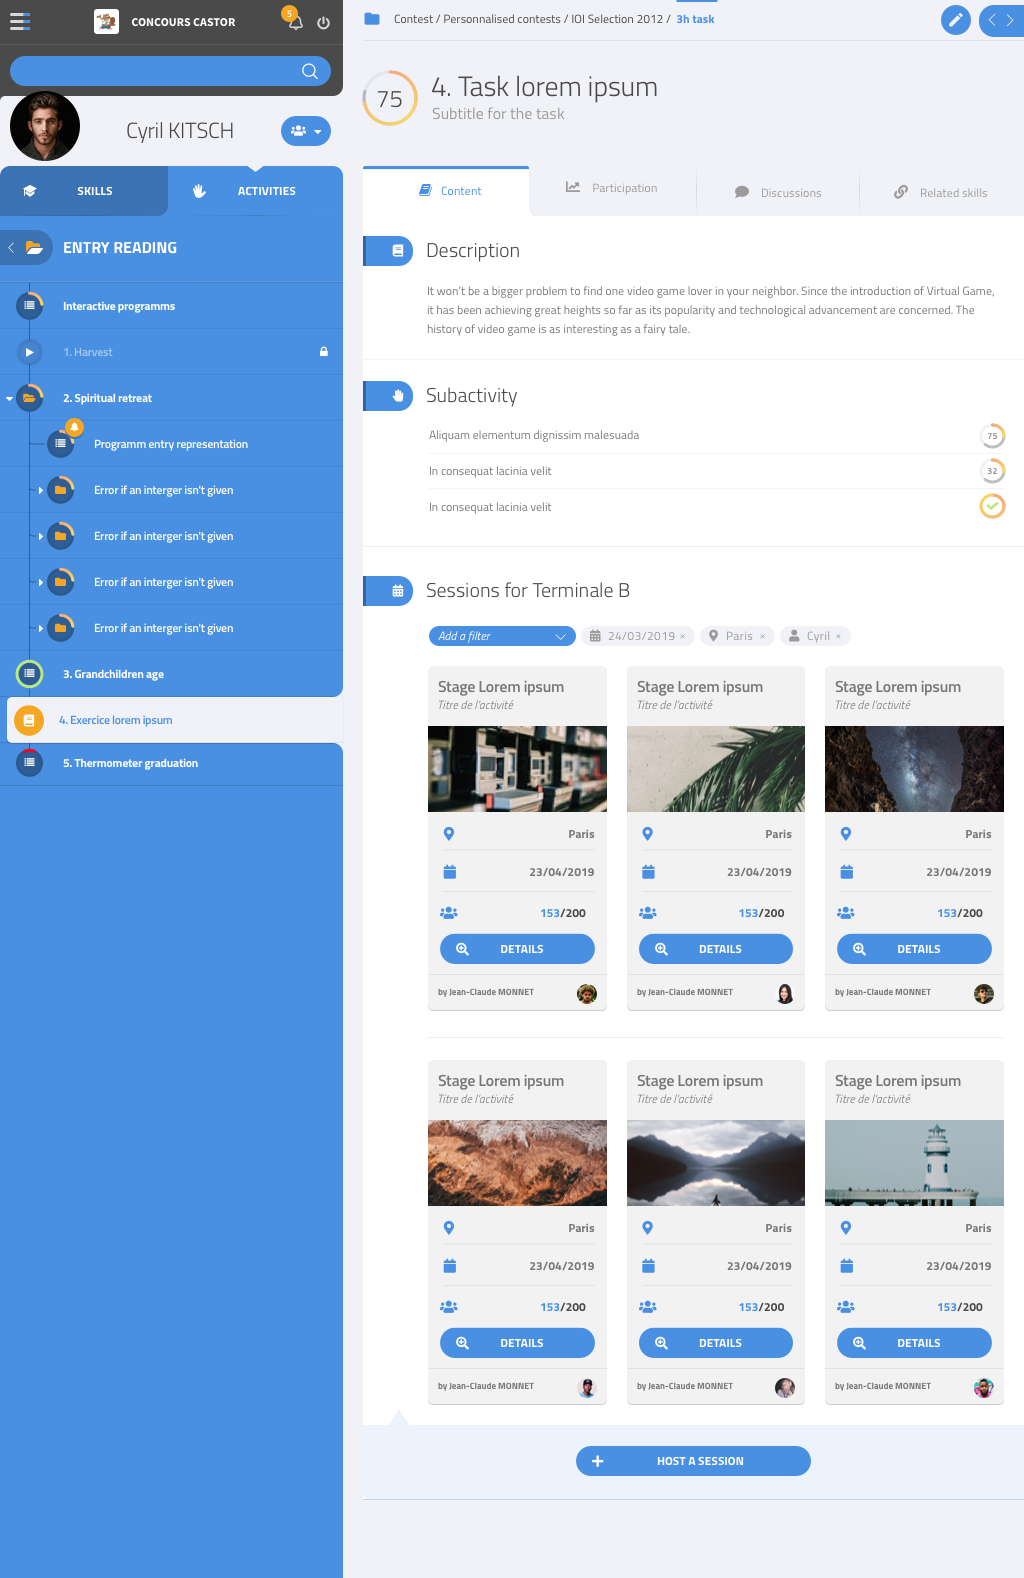 CONCOURS CASTOR
5
Cyril KITSCH
SKILLS
ACTIVITIES
ENTRY READING
Interactive programms
1. Harvest
2. Spiritual retreat
Programm entry representation
Error if an interger isn't given
Error if an interger isn't given
Error if an interger isn't given
Error if an interger isn't given
3. Grandchildren age
4. Exercice lorem ipsum
5. Thermometer graduation
Contest / Personnalised contests / IOI Selection 2012 / 3h task
75
4. Task lorem ipsum
Subtitle for the task
Content
Participation
Discussions
Related skills
Description
It won't be a bigger problem to find one video game lover in your neighbor. Since the introduction of Virtual Game,
it has been achieving great heights so far as its popularity and technological advancement are concerned. The
history of video game is as interesting as a fairy tale.
Subactivity
Aliquam elementum dignissim malesuada
75
In consequat lacinia velit
32
In consequat lacinia velit
Sessions for Terminale B
Add a filter
24/03/2019 ×
Paris ×
Cyril ×
Stage Lorem ipsum
Titre de l'activité
Paris
23/04/2019
153/200
DETAILS
by Jean-Claude MONNET
Stage Lorem ipsum
Titre de l'activité
Paris
23/04/2019
153/200
DETAILS
by Jean-Claude MONNET
Stage Lorem ipsum
Titre de l'activité
Paris
23/04/2019
153/200
DETAILS
by Jean-Claude MONNET
Stage Lorem ipsum
Titre de l'activité
Paris
23/04/2019
153/200
DETAILS
by Jean-Claude MONNET
Stage Lorem ipsum
Titre de l'activité
Paris
23/04/2019
153/200
DETAILS
by Jean-Claude MONNET
Stage Lorem ipsum
Titre de l'activité
Paris
23/04/2019
153/200
DETAILS
by Jean-Claude MONNET
HOST A SESSION